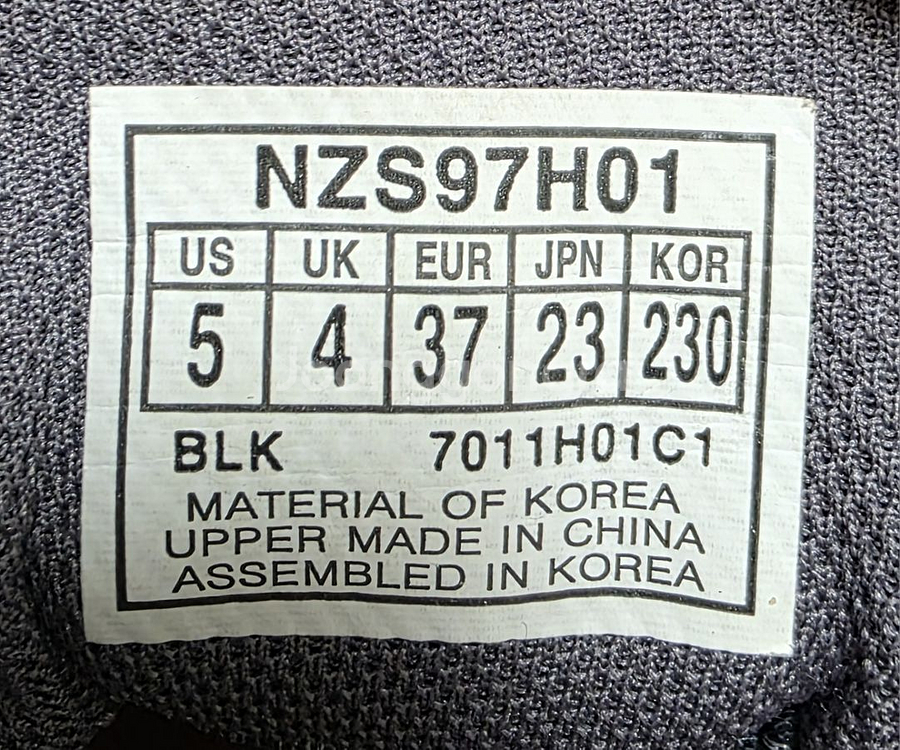 NZS97H01
US UK EUR JPN KOR
5 4 37 23 230
BLK 7011H01C1
MATERIAL OF KOREA
UPPER MADE IN CHINA
ASSEMBLED IN KOREA